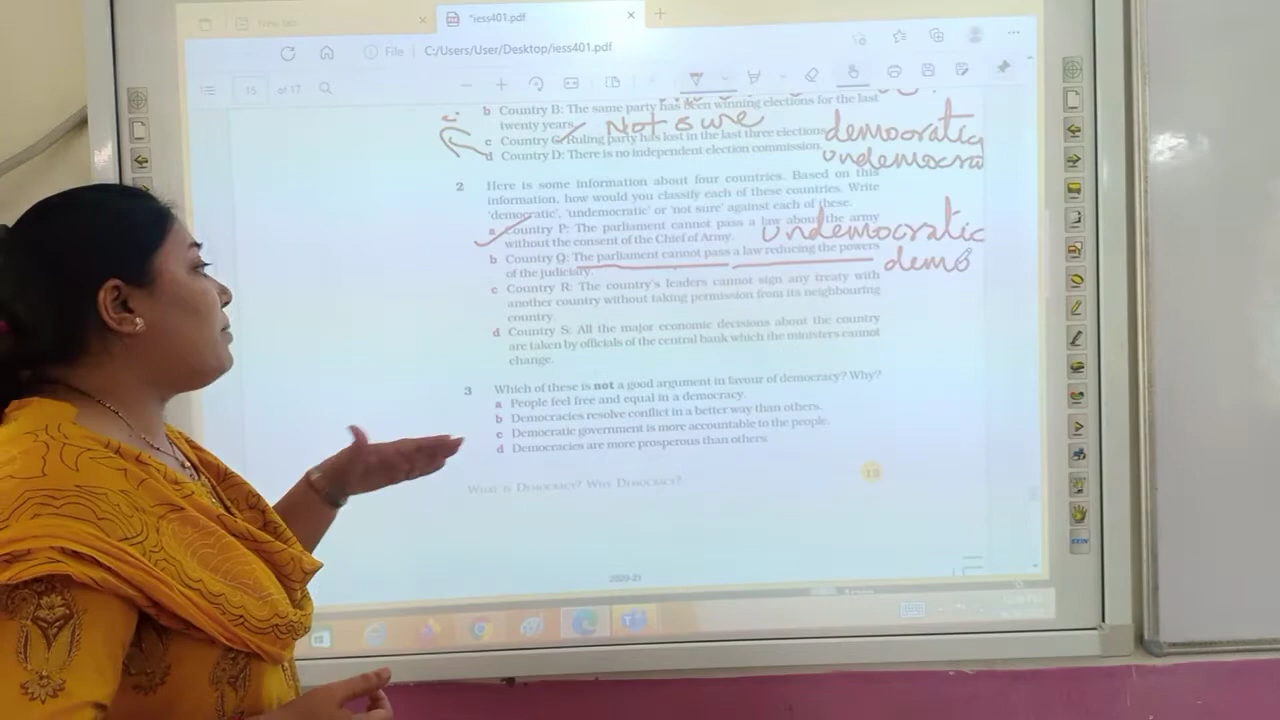 *iess401.pdf
File C:/Users/User/Desktop/iess401.pdf
15 of 17
b Country B: The same party has been winning elections for the last
twenty years. Not sure
c Country C: Ruling party has lost in the last three elections. democratic
d Country D: There is no independent election commission. undemocra
2 Here is some information about four countries. Based on this
information, how would you classify each of these countries. Write
'democratic', 'undemocratic' or 'not sure' against each of these.
a Country P: The parliament cannot pass a law about the army
without the consent of the Chief of Army. undemocratic
b Country Q: The parliament cannot pass a law reducing the powers
of the judiciary. demo
c Country R: The country's leaders cannot sign any treaty with
another country without taking permission from its neighbouring
country.
d Country S: All the major economic decisions about the country
are taken by officials of the central bank which the ministers cannot
change.
3 Which of these is not a good argument in favour of democracy? Why?
a People feel free and equal in a democracy.
b Democracies resolve conflict in a better way than others.
c Democratic government is more accountable to the people.
d Democracies are more prosperous than others.
What is Democracy? Why Democracy?
2020-21